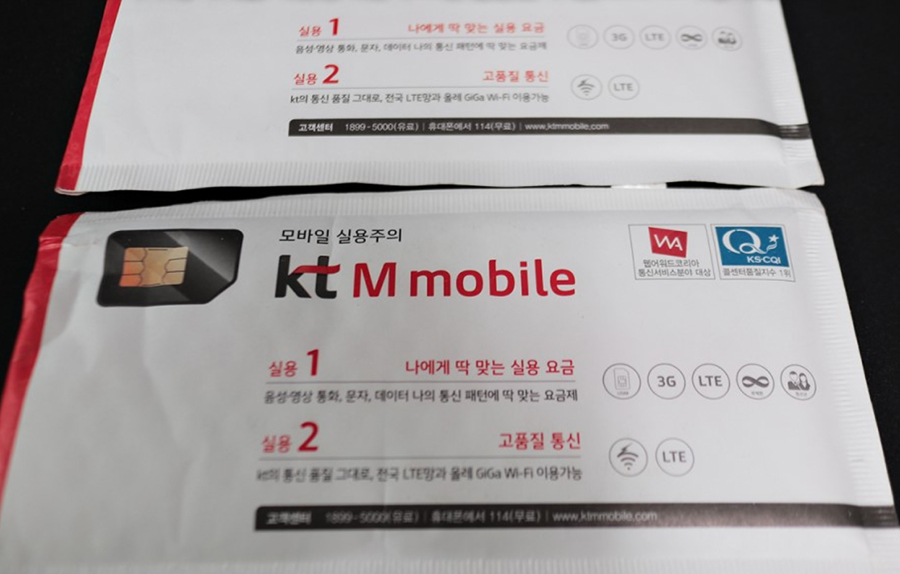 실용 1 나에게 딱 맞는 실용 요금
음성·영상 통화, 문자, 데이터 나의 통신 패턴에 딱 맞는 요금제
3G LTE
실용 2 고품질 통신
kt의 통신 품질 그대로, 전국 LTE망과 올레 GiGa Wi-Fi 이용가능
LTE
고객센터 1899-5000(유료) | 휴대폰에서 114(무료) | www.ktmmobile.com
모바일 실용주의
kt M mobile
WA
웹어워드코리아
통신서비스분야 대상
KS-CQI
콜센터품질지수 1위
실용 1 나에게 딱 맞는 실용 요금
음성·영상 통화, 문자, 데이터 나의 통신 패턴에 딱 맞는 요금제
3G LTE
실용 2 고품질 통신
kt의 통신 품질 그대로, 전국 LTE망과 올레 GiGa Wi-Fi 이용가능
LTE
고객센터 1899-5000(유료) | 휴대폰에서 114(무료) | www.ktmmobile.com